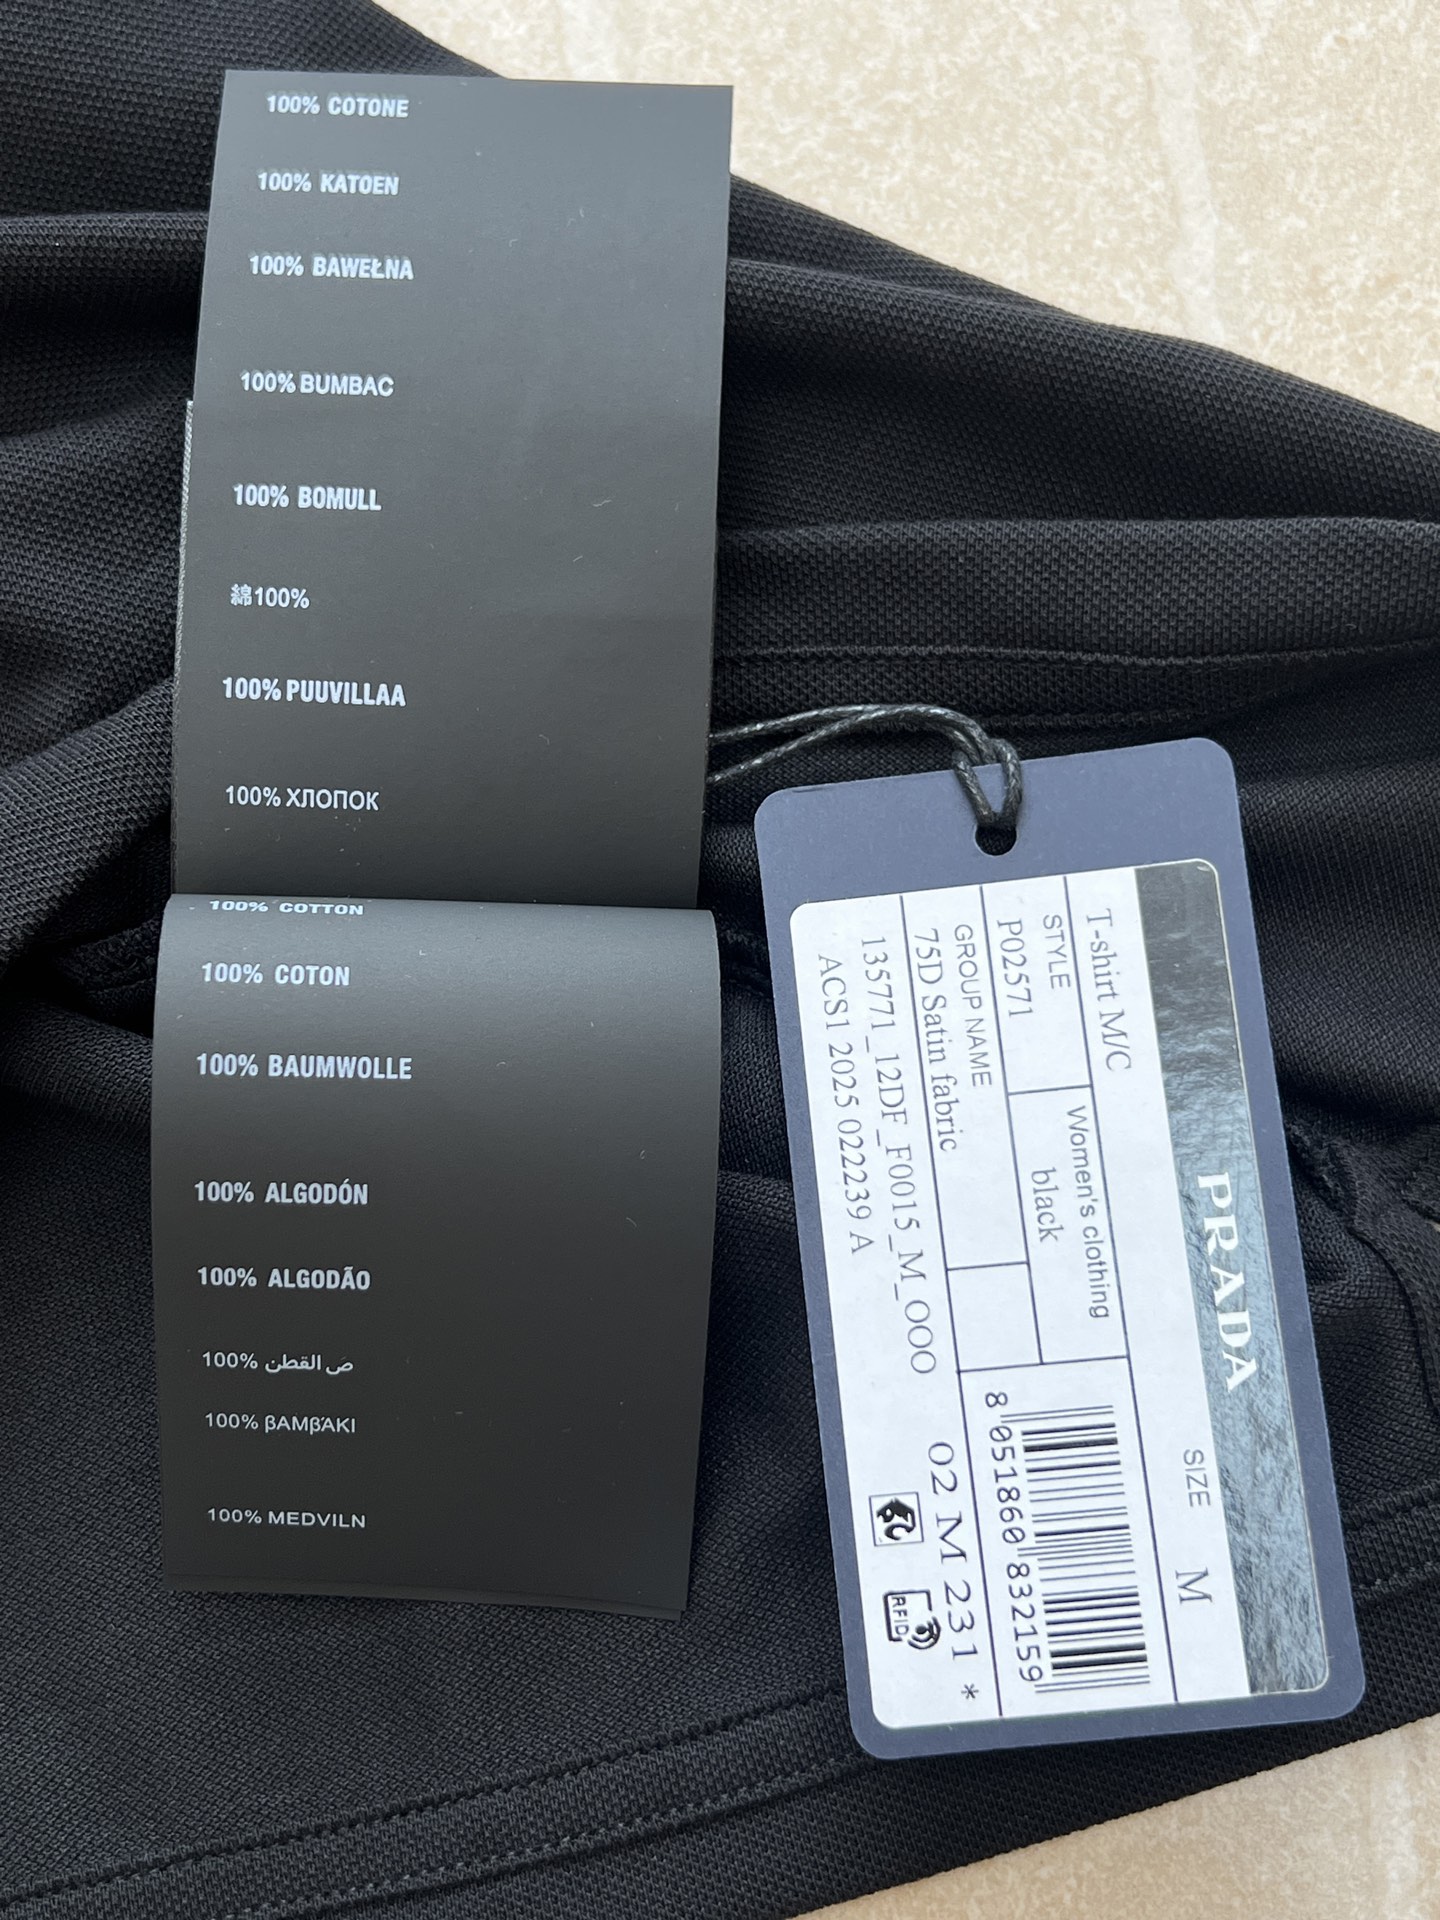 100% COTONE
100% KATOEN
100% BAWEŁNA
100% BUMBAC
100% BOMULL
綿100%
100% PUUVILLAA
100% ХЛОПОК
100% COTTON
100% COTON
100% BAUMWOLLE
100% ALGODÓN
100% ALGODÃO
100% ص القطن
100% βΑΜβΆΚΙ
100% MEDVILN
PRADA
T-shirt M/C
SIZE M
STYLE
Women's clothing
P02571
black
GROUP NAME
75D Satin fabric
8 051860 832159
135771_12DF_F0015_M_OOO
02 M 231 *
ACS1 2025 022239 A
RFID